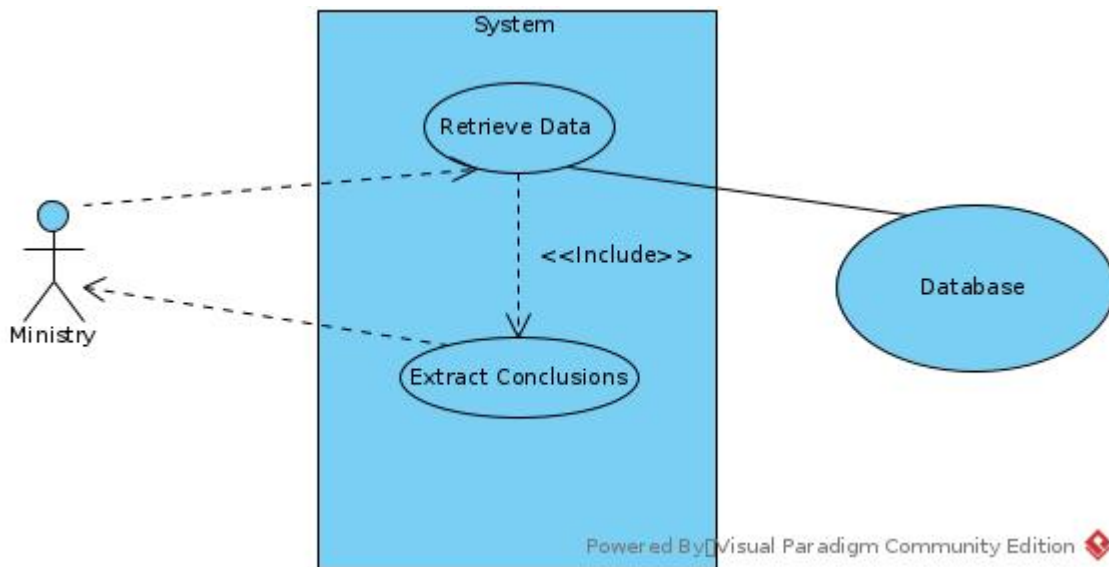 System
Retrieve Data
<<Include>>
Database
Ministry
Extract Conclusions
Powered By▯Visual Paradigm Community Edition